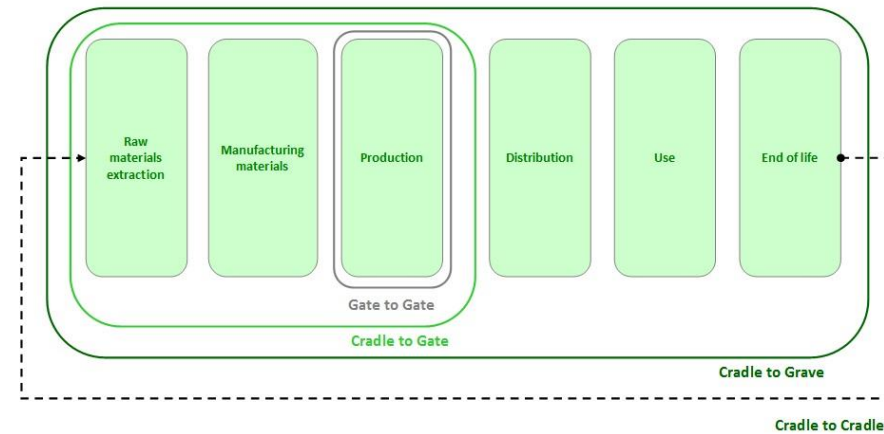 Raw
materials
extraction
Manufacturing
materials
Production
Distribution
Use
End of life
Gate to Gate
Cradle to Gate
Cradle to Grave
Cradle to Cradle